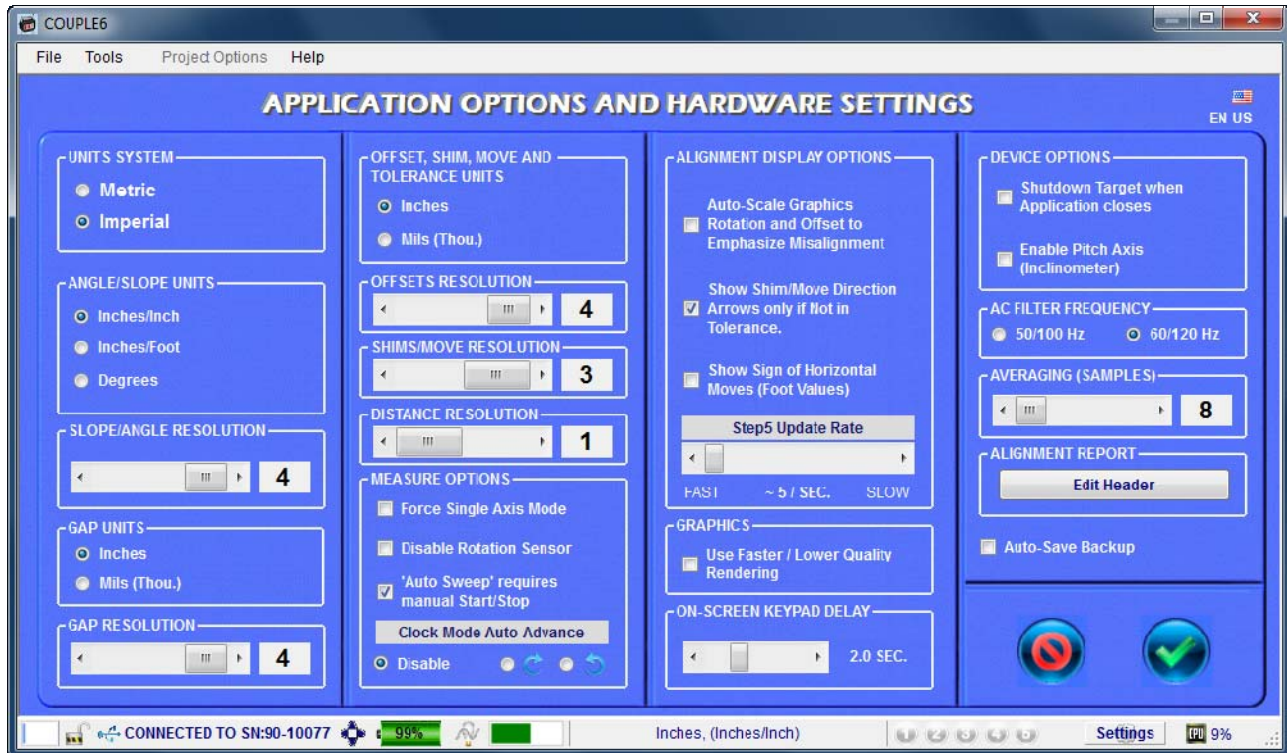 COUPLE6
File Tools Project Options Help
APPLICATION OPTIONS AND HARDWARE SETTINGS
EN US
UNITS SYSTEM
Metric
Imperial
ANGLE/SLOPE UNITS
Inches/Inch
Inches/Foot
Degrees
SLOPE/ANGLE RESOLUTION
4
GAP UNITS
Inches
Mils (Thou.)
GAP RESOLUTION
4
OFFSET, SHIM, MOVE AND
TOLERANCE UNITS
Inches
Mils (Thou.)
OFFSETS RESOLUTION
4
SHIMS/MOVE RESOLUTION
3
DISTANCE RESOLUTION
1
MEASURE OPTIONS
Force Single Axis Mode
Disable Rotation Sensor
'Auto Sweep' requires
manual Start/Stop
Clock Mode Auto Advance
Disable
ALIGNMENT DISPLAY OPTIONS
Auto-Scale Graphics
Rotation and Offset to
Emphasize Misalignment
Show Shim/Move Direction
Arrows only if Not in
Tolerance.
Show Sign of Horizontal
Moves (Foot Values)
Step5 Update Rate
FAST ~ 5 / SEC. SLOW
GRAPHICS
Use Faster / Lower Quality
Rendering
ON-SCREEN KEYPAD DELAY
2.0 SEC.
DEVICE OPTIONS
Shutdown Target when
Application closes
Enable Pitch Axis
(Inclinometer)
AC FILTER FREQUENCY
50/100 Hz 60/120 Hz
AVERAGING (SAMPLES)
8
ALIGNMENT REPORT
Edit Header
Auto-Save Backup
CONNECTED TO SN:90-10077 99% Inches, (Inches/Inch) 1 2 3 4 5 Settings CPU 9%